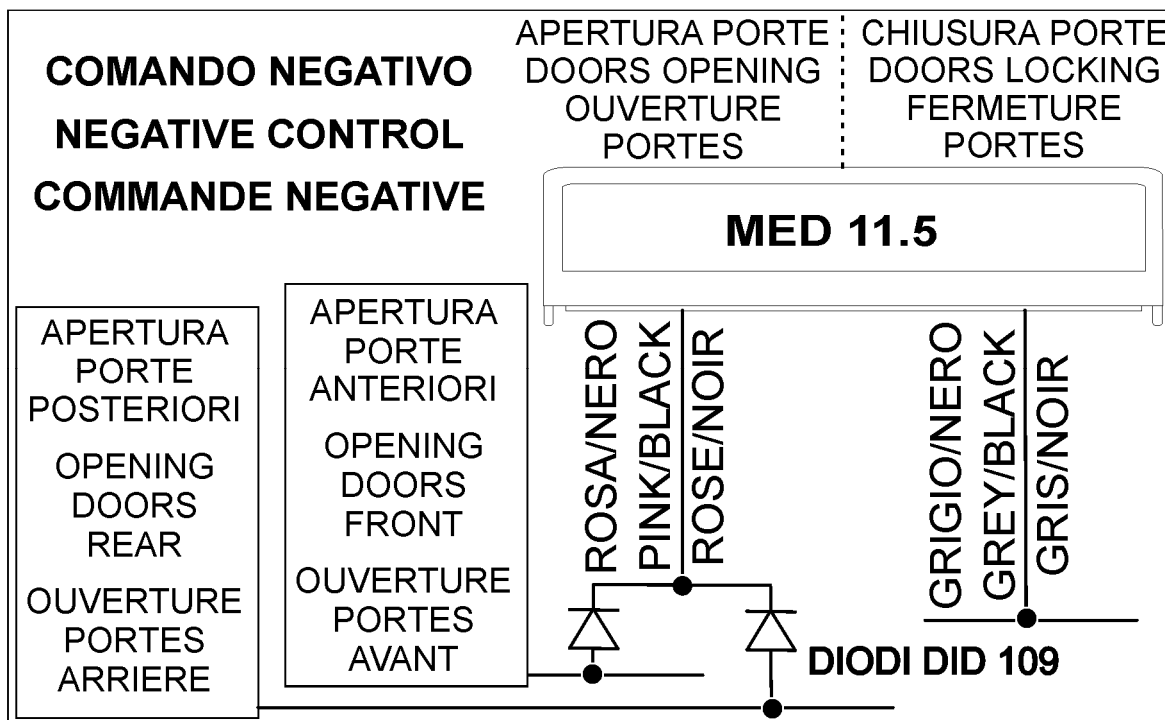 COMANDO NEGATIVO
NEGATIVE CONTROL
COMMANDE NEGATIVE
APERTURA PORTE
DOORS OPENING
OUVERTURE
PORTES
CHIUSURA PORTE
DOORS LOCKING
FERMETURE
PORTES
MED 11.5
APERTURA
PORTE
POSTERIORI
OPENING
DOORS
REAR
OUVERTURE
PORTES
ARRIERE
APERTURA
PORTE
ANTERIORI
OPENING
DOORS
FRONT
OUVERTURE
PORTES
AVANT
ROSA/NERO
PINK/BLACK
ROSE/NOIR
GRIGIO/NERO
GREY/BLACK
GRIS/NOIR
DIODI DID 109